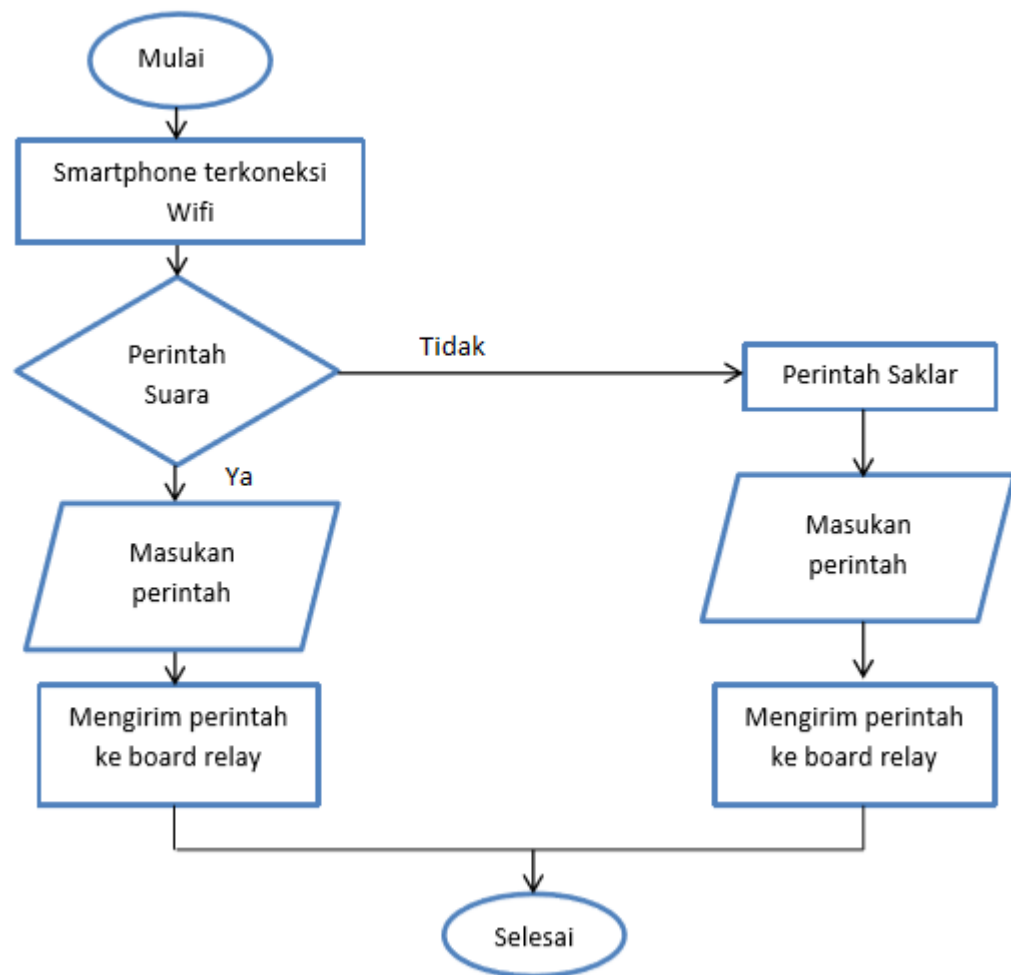 Mulai
Smartphone terkoneksi
Wifi
Perintah
Suara
Tidak
Perintah Saklar
Ya
Masukan
perintah
Masukan
perintah
Mengirim perintah
ke board relay
Mengirim perintah
ke board relay
Selesai